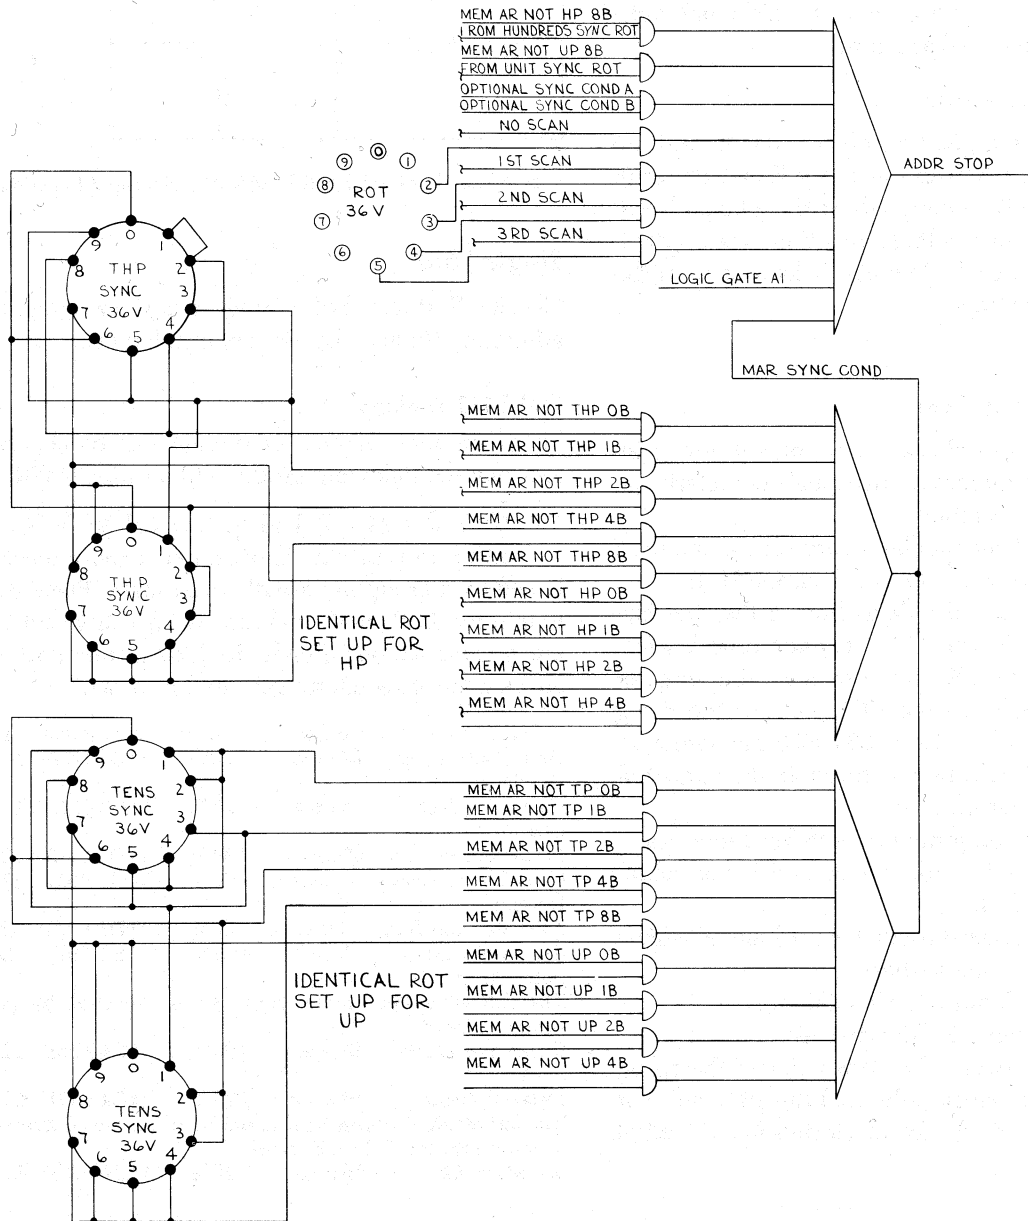 MEM AR NOT HP 8B
FROM HUNDREDS SYNC ROT
MEM AR NOT UP 8B
FROM UNIT SYNC ROT
OPTIONAL SYNC COND A
OPTIONAL SYNC COND B
NO SCAN
1ST SCAN
2ND SCAN
3RD SCAN
LOGIC GATE A1
ADDR STOP
MAR SYNC COND
0
1
2
3
4
5
6
7
8
9
ROT
36V
0
1
2
3
4
5
6
7
8
9
THP
SYNC
36V
0
1
2
3
4
5
6
7
8
9
THP
SYNC
36V
IDENTICAL ROT
SET UP FOR
HP
MEM AR NOT THP 0B
MEM AR NOT THP 1B
MEM AR NOT THP 2B
MEM AR NOT THP 4B
MEM AR NOT THP 8B
MEM AR NOT HP 0B
MEM AR NOT HP 1B
MEM AR NOT HP 2B
MEM AR NOT HP 4B
0
1
2
3
4
5
6
7
8
9
TENS
SYNC
36V
MEM AR NOT TP 0B
MEM AR NOT TP 1B
MEM AR NOT TP 2B
MEM AR NOT TP 4B
MEM AR NOT TP 8B
MEM AR NOT UP 0B
MEM AR NOT UP 1B
MEM AR NOT UP 2B
MEM AR NOT UP 4B
IDENTICAL ROT
SET UP FOR
UP
0
1
2
3
4
5
6
7
8
9
TENS
SYNC
36V